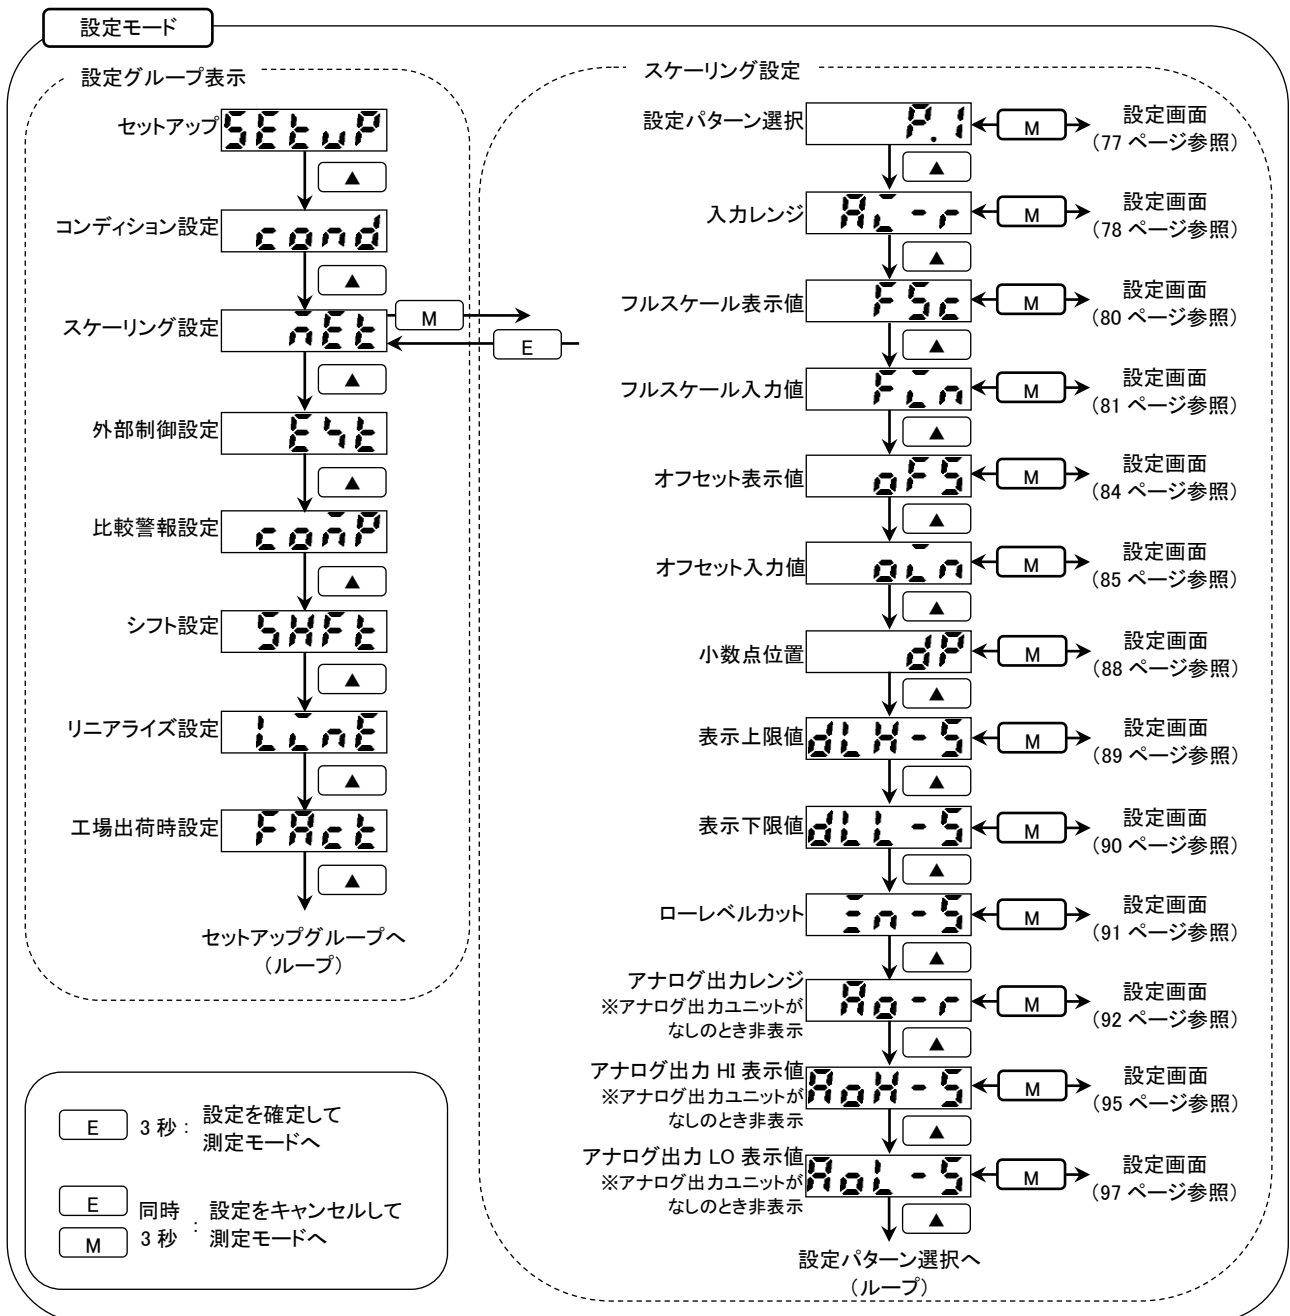 設定モード
設定グループ表示
セットアップ SEtuP
▲
コンディション設定 cond
▲
スケーリング設定 mEt
M
E
▲
外部制御設定 E
▲
比較警報設定 comP
▲
シフト設定 SHFt
▲
リニアライズ設定 LinE
▲
工場出荷時設定 FAct
▲
セットアップグループへ
(ループ)
E 3 秒 : 設定を確定して
測定モードへ
E 同時
M 3 秒 : 設定をキャンセルして
測定モードへ
スケーリング設定
設定パターン選択 P.1 M 設定画面
(77 ページ参照)
▲
入力レンジ Ai-r M 設定画面
(78 ページ参照)
▲
フルスケール表示値 FSc M 設定画面
(80 ページ参照)
▲
フルスケール入力値 Fin M 設定画面
(81 ページ参照)
▲
オフセット表示値 oFS M 設定画面
(84 ページ参照)
▲
オフセット入力値 oin M 設定画面
(85 ページ参照)
▲
小数点位置 dP M 設定画面
(88 ページ参照)
▲
表示上限値 dLH-S M 設定画面
(89 ページ参照)
▲
表示下限値 dLL-S M 設定画面
(90 ページ参照)
▲
ローレベルカット M 設定画面
(91 ページ参照)
▲
アナログ出力レンジ Ao-r M 設定画面
(92 ページ参照)
※アナログ出力ユニットが
なしのとき非表示
▲
アナログ出力 HI 表示値 AoH-S M 設定画面
(95 ページ参照)
※アナログ出力ユニットが
なしのとき非表示
▲
アナログ出力 LO 表示値 AoL-S M 設定画面
(97 ページ参照)
※アナログ出力ユニットが
なしのとき非表示
▲
設定パターン選択へ
(ループ)